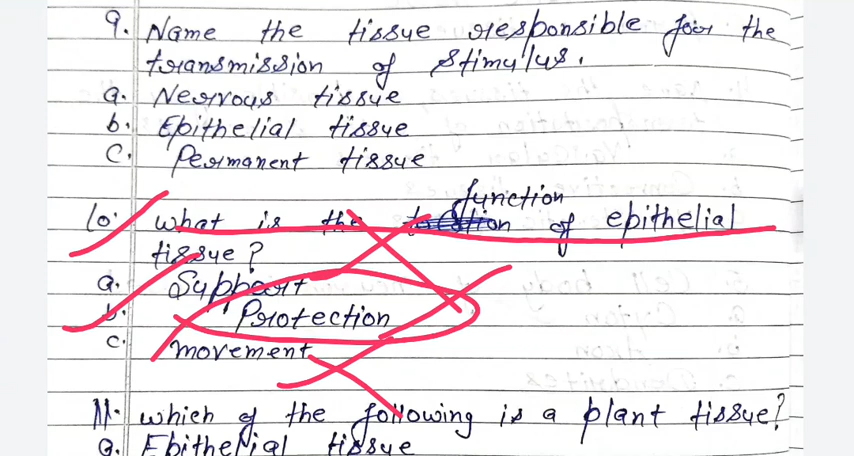 9. Name the tissue responsible for the
transmission of stimulus.
a. Nervous tissue
b. Epithelial tissue
c. Permanent tissue
10. What is the function of epithelial
tissue?
a. Support
b. Protection
c. movement
11. which of the following is a plant tissue?
a. Epithelial tissue